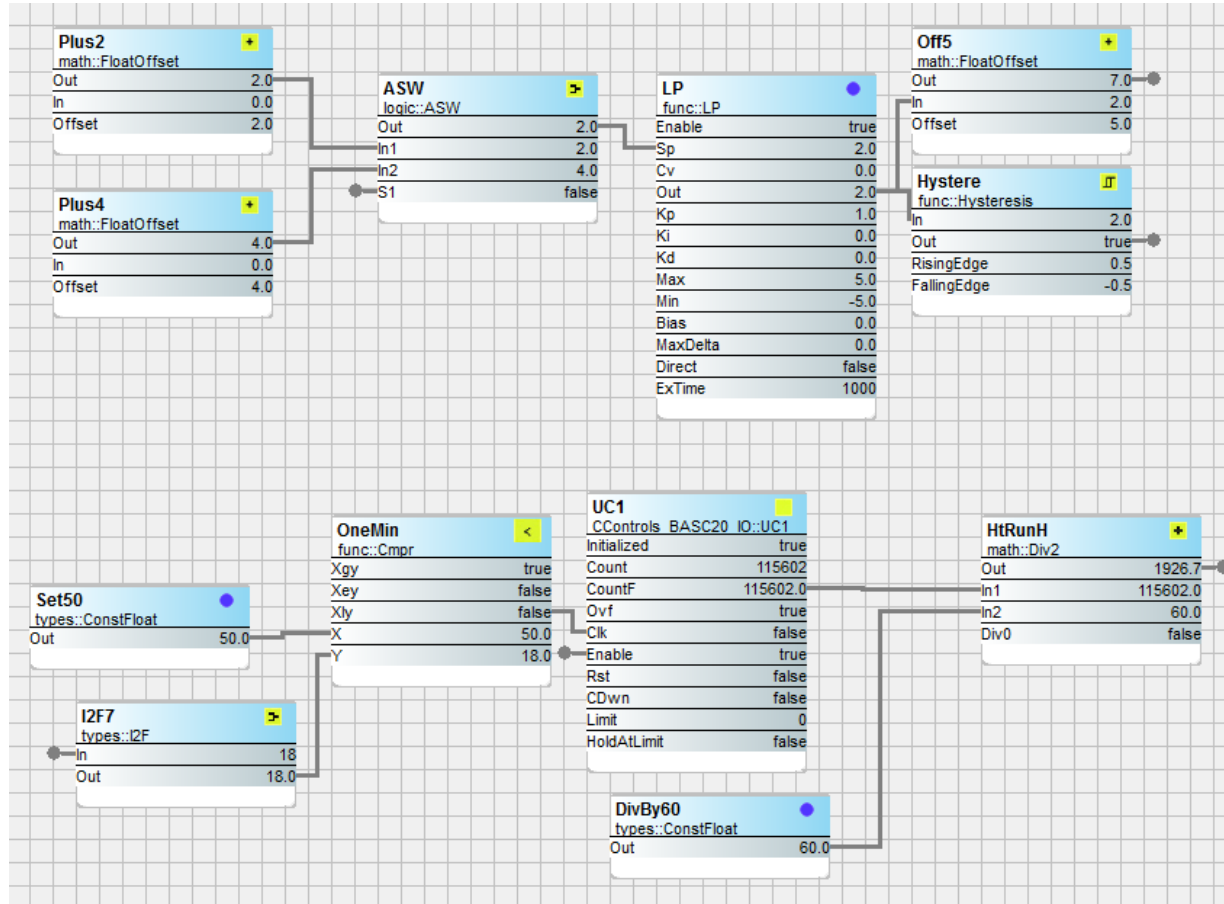 Plus2
math::FloatOffset
Out 2.0
In 0.0
Offset 2.0
Plus4
math::FloatOffset
Out 4.0
In 0.0
Offset 4.0
ASW
logic::ASW
Out 2.0
In1 2.0
In2 4.0
S1 false
LP
func::LP
Enable true
Sp 2.0
Cv 0.0
Out 2.0
Kp 1.0
Ki 0.0
Kd 0.0
Max 5.0
Min -5.0
Bias 0.0
MaxDelta 0.0
Direct false
ExTime 1000
Off5
math::FloatOffset
Out 7.0
In 2.0
Offset 5.0
Hystere
func::Hysteresis
In 2.0
Out true
RisingEdge 0.5
FallingEdge -0.5
Set50
types::ConstFloat
Out 50.0
I2F7
types::I2F
In 18
Out 18.0
OneMin
func::Cmpr
Xgy true
Xey false
Xly false
X 50.0
Y 18.0
UC1
CControls_BASC20_IO::UC1
Initialized true
Count 115602
CountF 115602.0
Ovf true
Clk false
Enable true
Rst false
CDwn false
Limit 0
HoldAtLimit false
DivBy60
types::ConstFloat
Out 60.0
HtRunH
math::Div2
Out 1926.7
In1 115602.0
In2 60.0
Div0 false